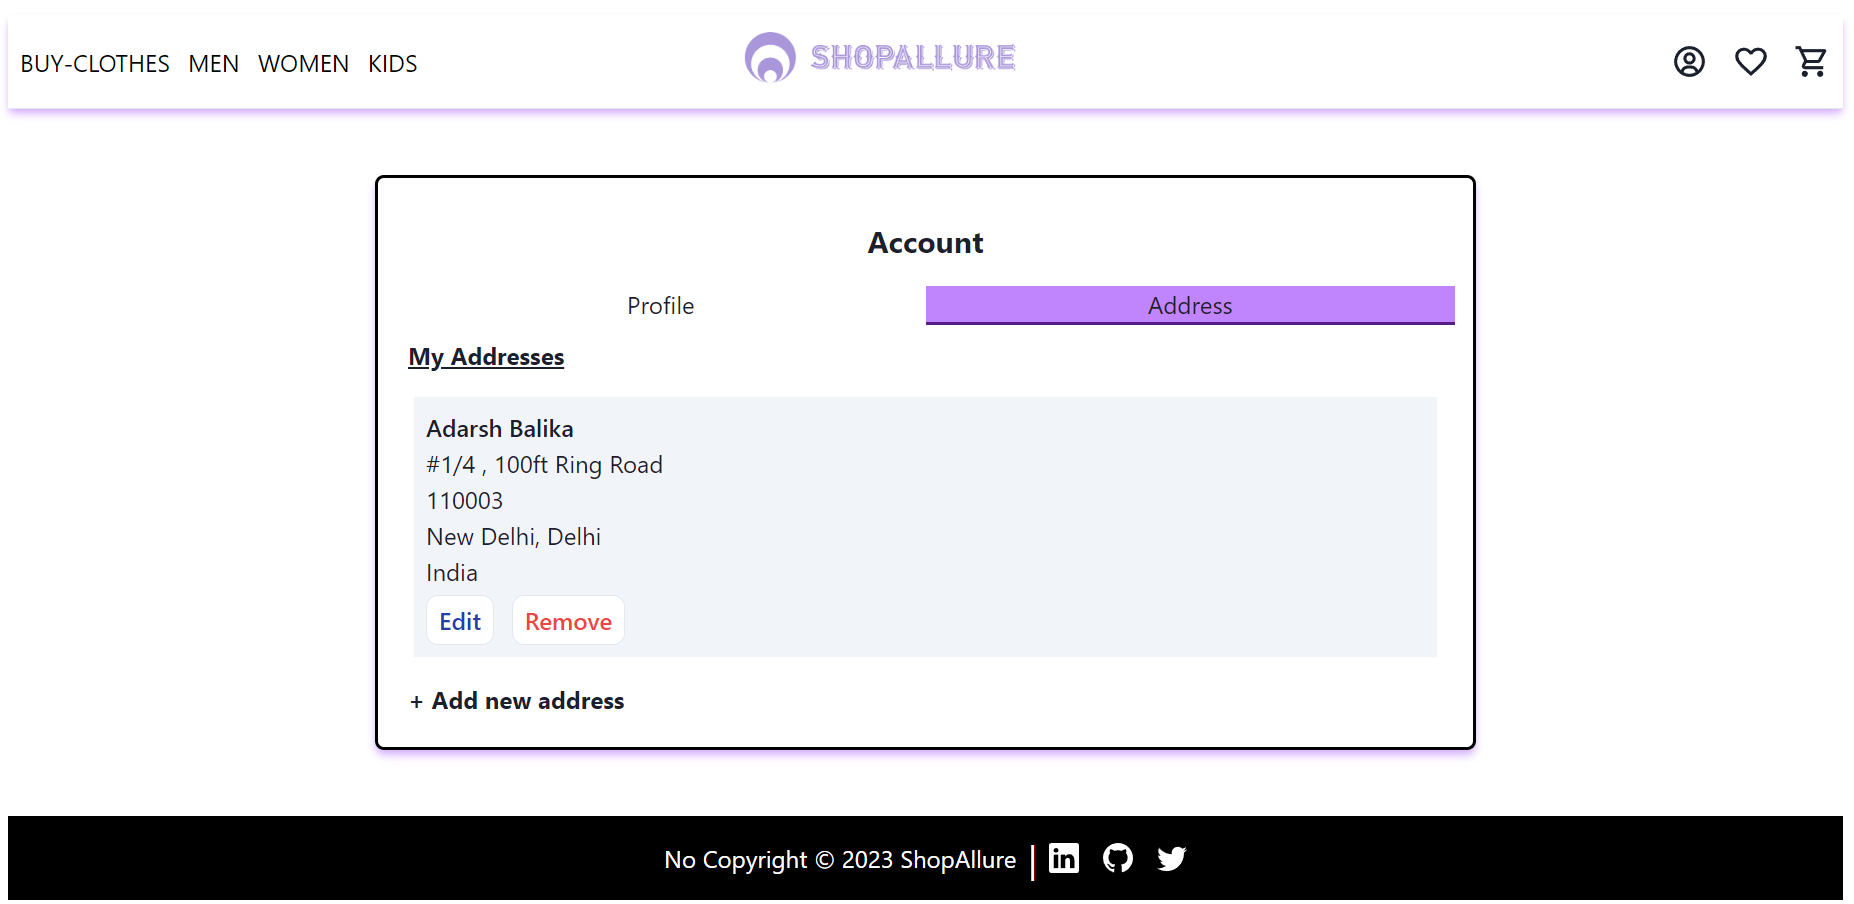 BUY-CLOTHES MEN WOMEN KIDS
SHOPALLURE
Account
Profile
Address
My Addresses
Adarsh Balika
#1/4 , 100ft Ring Road
110003
New Delhi, Delhi
India
Edit
Remove
+ Add new address
No Copyright © 2023 ShopAllure
in